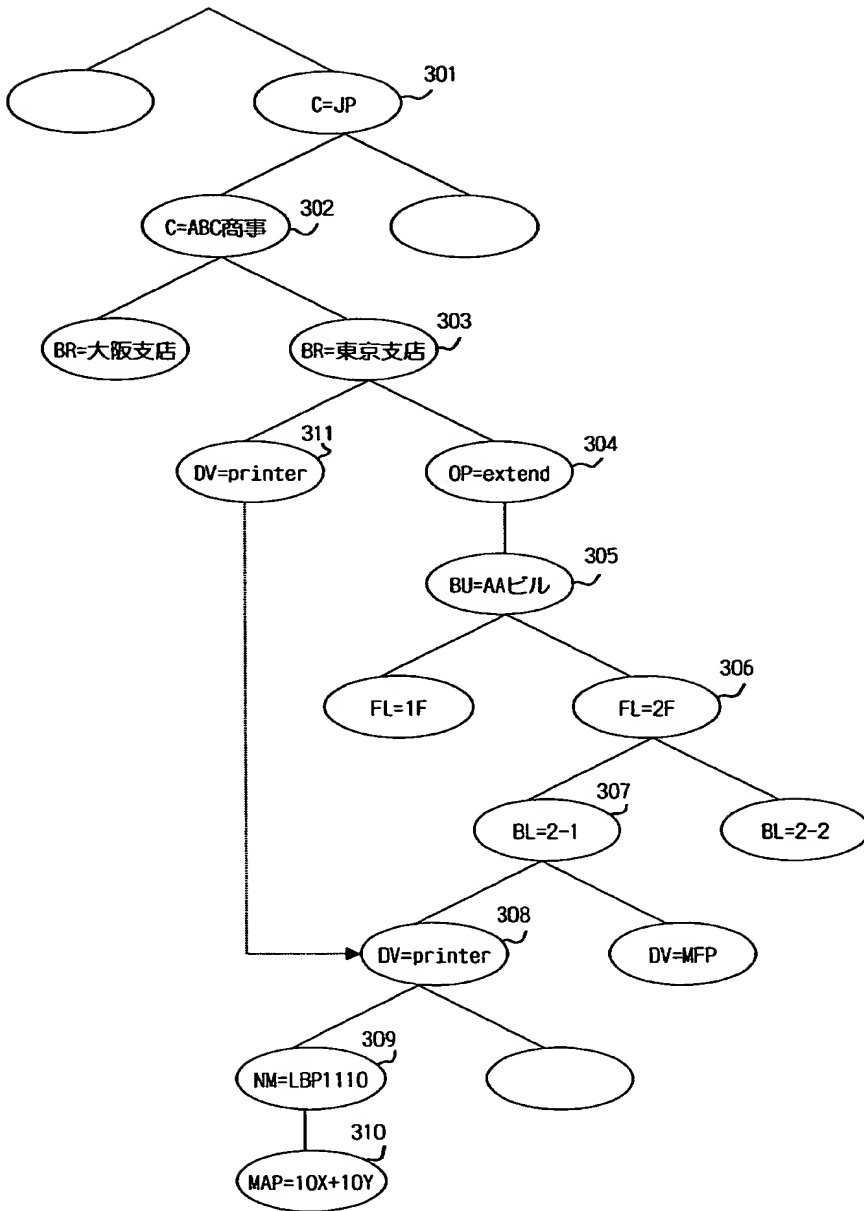 301
C=JP
302
C=ABC商事
303
BR=大阪支店
BR=東京支店
311
304
DV=printer
OP=extend
305
BU=AAビル
306
FL=1F
FL=2F
307
BL=2-1
BL=2-2
308
DV=printer
DV=MFP
309
NM=LBP1110
310
MAP=10X+10Y